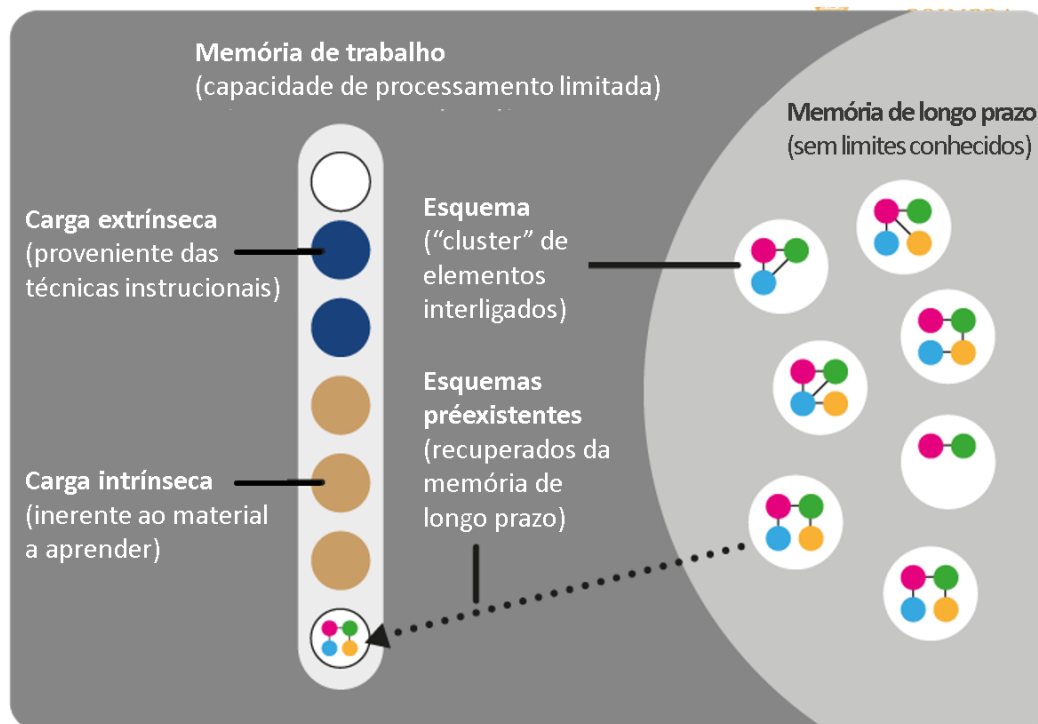 Memória de trabalho
(capacidade de processamento limitada)
Memória de longo prazo
(sem limites conhecidos)
Carga extrínseca
(proveniente das
técnicas instrucionais)
Esquema
(“cluster” de
elementos
interligados)
Esquemas
préexistentes
(recuperados da
memória de
longo prazo)
Carga intrínseca
(inerente ao material
a aprender)